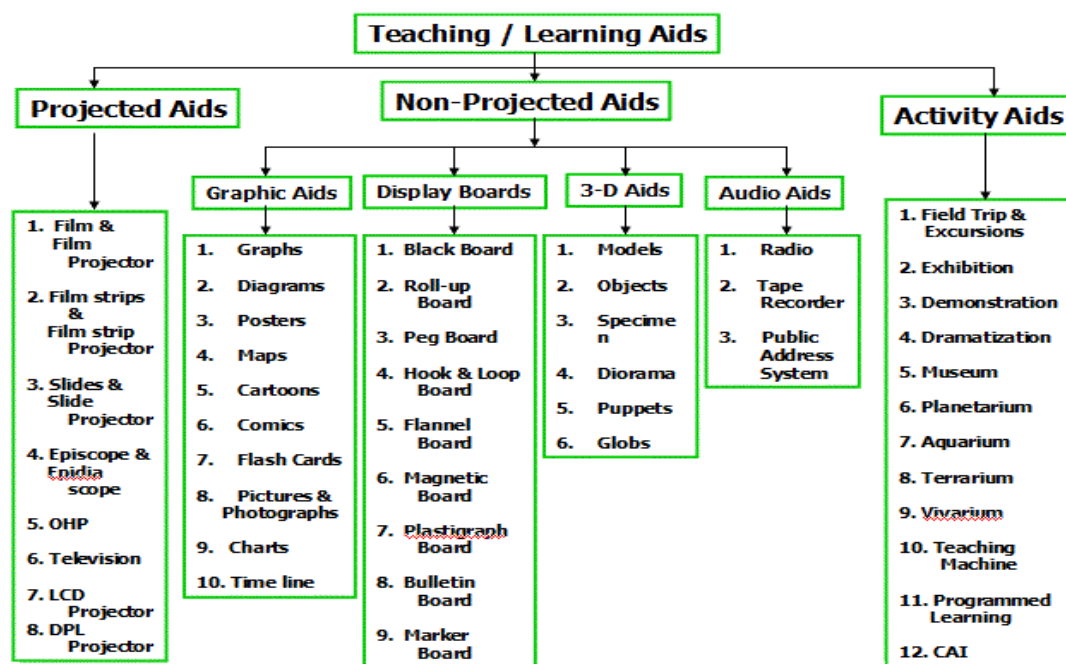 Teaching / Learning Aids
Projected Aids
Non-Projected Aids
Activity Aids
Graphic Aids
Display Boards
3-D Aids
Audio Aids
1. Film &
Film
Projector
2. Film strips
&
Film strip
Projector
3. Slides &
Slide
Projector
4. Episcope &
Epidia
scope
5. OHP
6. Television
7. LCD
Projector
8. DPL
Projector
1. Graphs
2. Diagrams
3. Posters
4. Maps
5. Cartoons
6. Comics
7. Flash Cards
8. Pictures &
Photographs
9. Charts
10. Time line
1. Black Board
2. Roll-up
Board
3. Peg Board
4. Hook & Loop
Board
5. Flannel
Board
6. Magnetic
Board
7. Plastigraph
Board
8. Bulletin
Board
9. Marker
Board
1. Models
2. Objects
3. Specime
n
4. Diorama
5. Puppets
6. Globs
1. Radio
2. Tape
Recorder
3. Public
Address
System
1. Field Trip &
Excursions
2. Exhibition
3. Demonstration
4. Dramatization
5. Museum
6. Planetarium
7. Aquarium
8. Terrarium
9. Vivarium
10. Teaching
Machine
11. Programmed
Learning
12. CAI